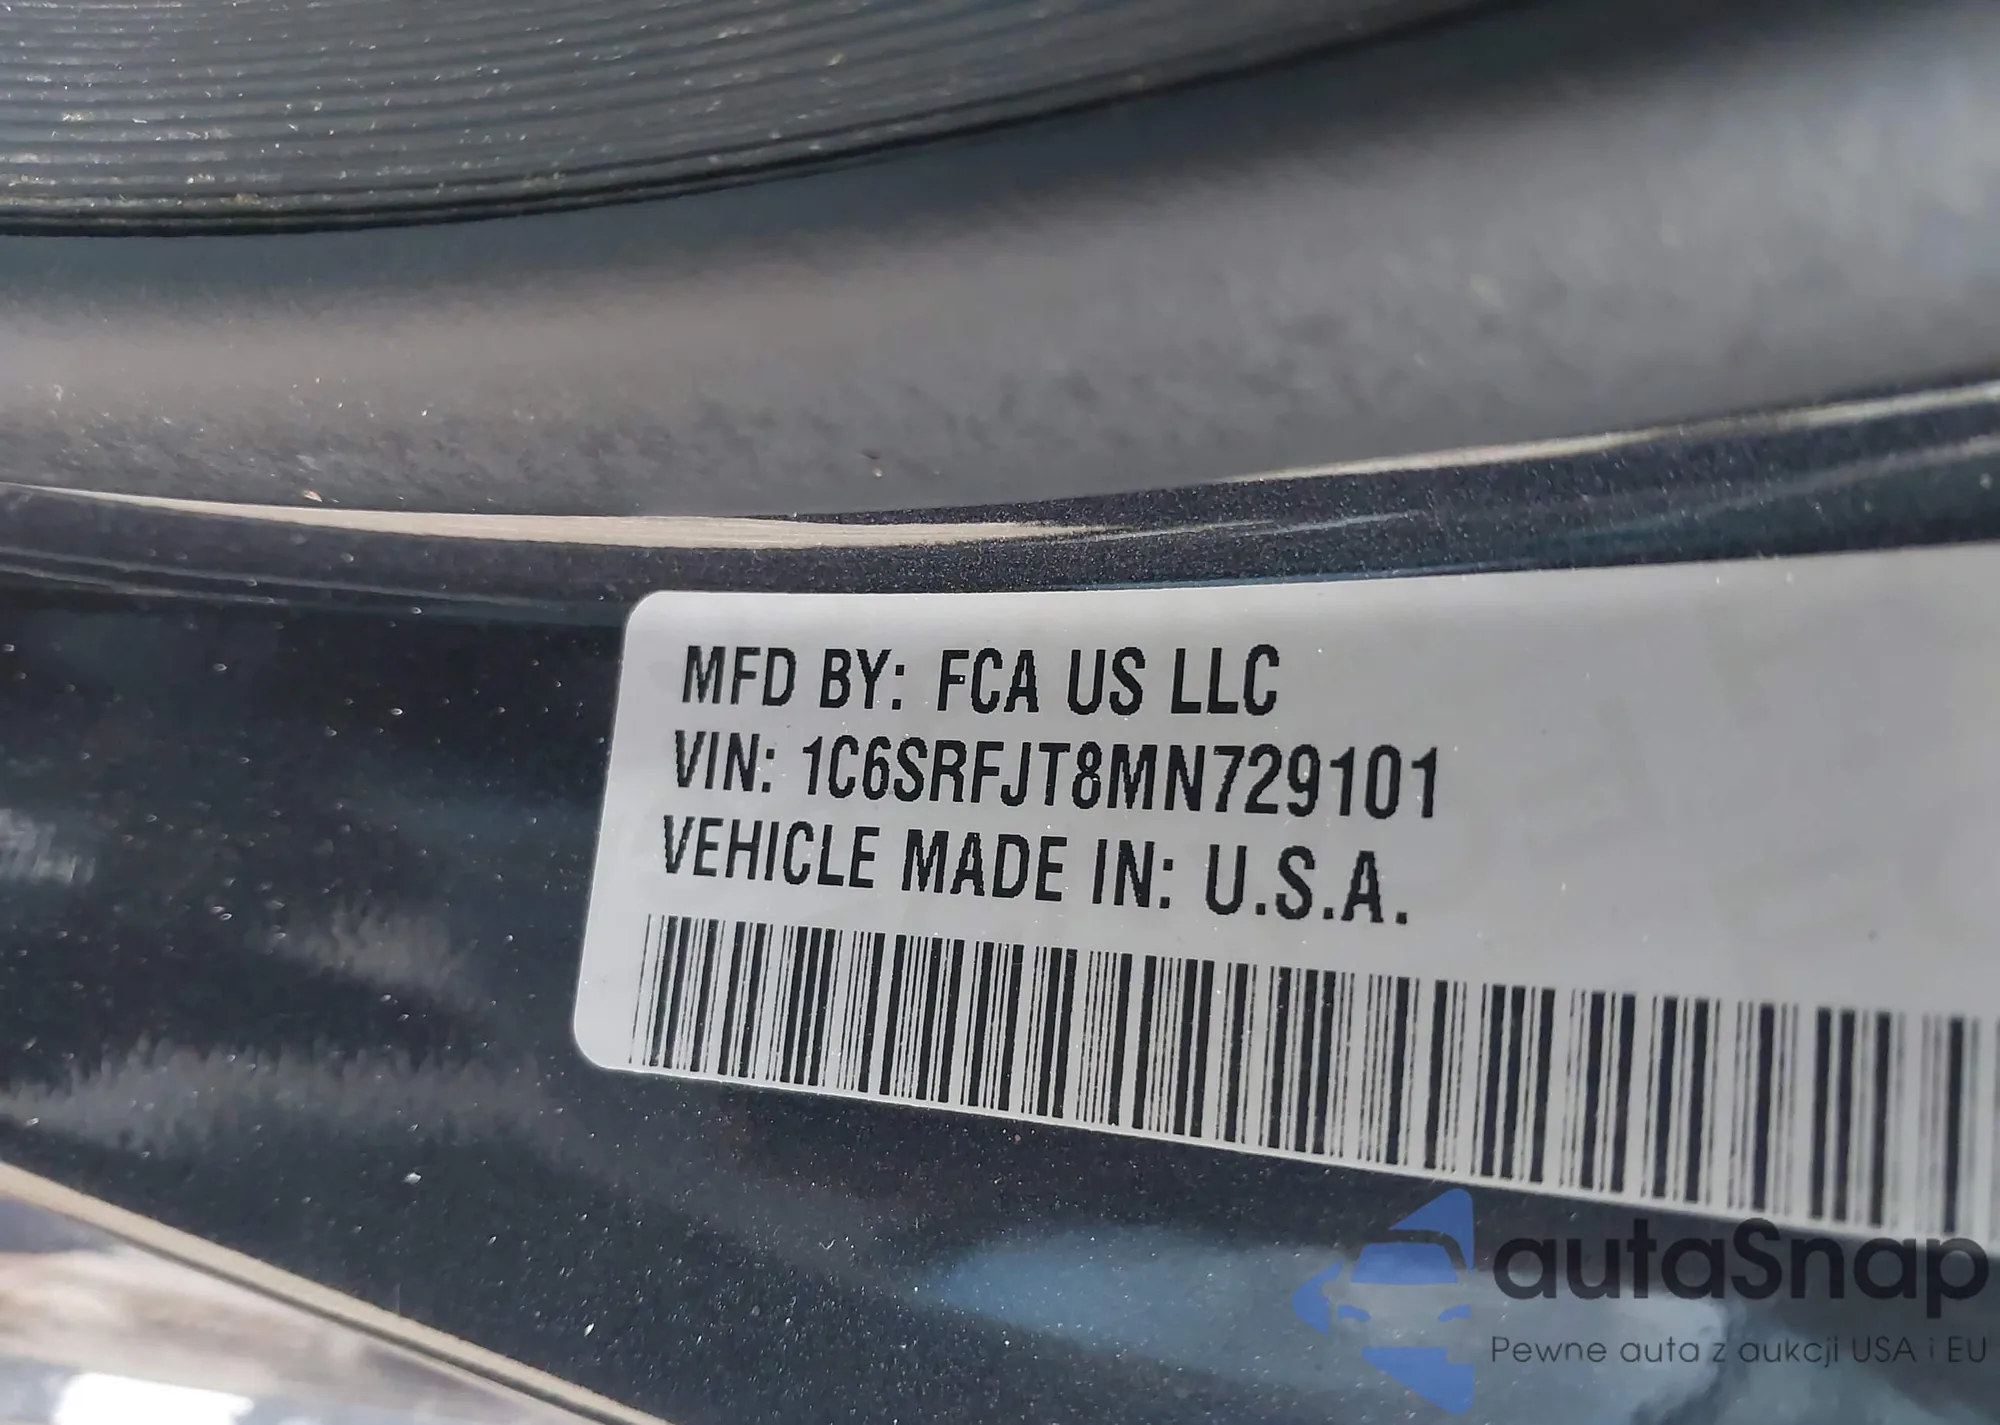 MFD BY: FCA US LLC
VIN: 1C6SRFJT8MN729101
VEHICLE MADE IN: U.S.A.
autaSnap
Pewne auta z aukcji USA i EU